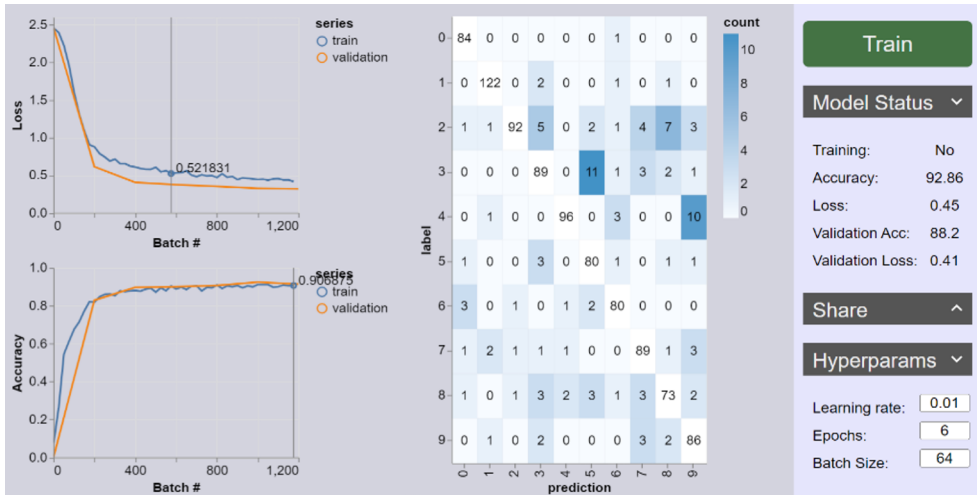 2.5
2.0
1.5
1.0
0.5
0.0
Loss
0
400
800
1,200
Batch #
0.521831
series
train
validation
1.0
0.8
0.6
0.4
0.2
0.0
Accuracy
0
400
800
1,200
Batch #
0.906875
series
train
validation
label
0 84 0 0 0 0 0 1 0 0 0
1 0 122 0 2 0 0 1 0 1 0
2 1 1 92 5 0 2 1 4 7 3
3 0 0 0 89 0 11 1 3 2 1
4 0 1 0 0 96 0 3 0 0 10
5 1 0 0 3 0 80 1 0 1 1
6 3 0 1 0 1 2 80 0 0 0
7 1 2 1 1 1 0 0 89 1 3
8 1 0 1 3 2 3 1 3 73 2
9 0 1 0 2 0 0 0 3 2 86
0 1 2 3 4 5 6 7 8 9
prediction
count
10
8
6
4
2
0
Train
Model Status
Training: No
Accuracy: 92.86
Loss: 0.45
Validation Acc: 88.2
Validation Loss: 0.41
Share
Hyperparams
Learning rate: 0.01
Epochs: 6
Batch Size: 64